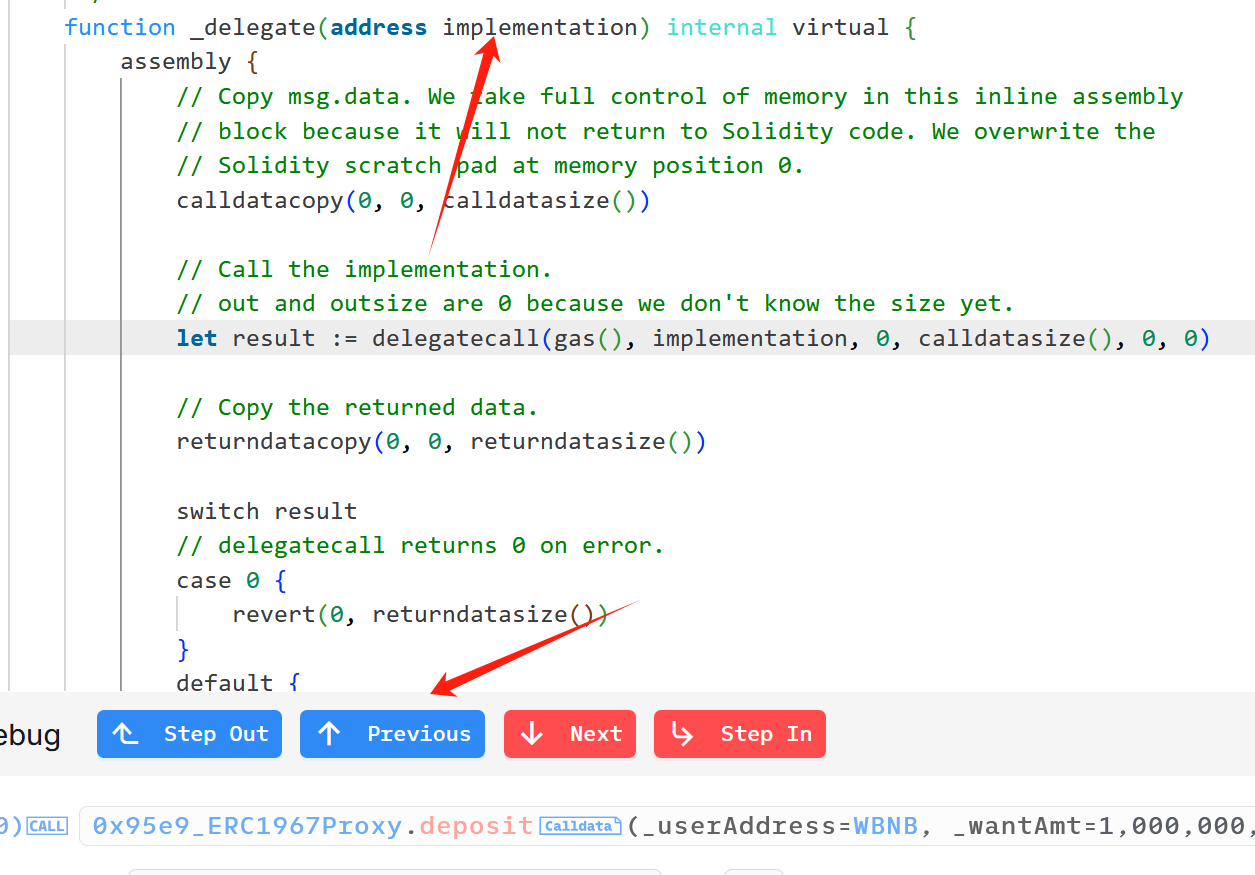 function _delegate(address implementation) internal virtual {
assembly {
// Copy msg.data. We take full control of memory in this inline assembly
// block because it will not return to Solidity code. We overwrite the
// Solidity scratch pad at memory position 0.
calldatacopy(0, 0, calldatasize())
// Call the implementation.
// out and outsize are 0 because we don't know the size yet.
let result := delegatecall(gas(), implementation, 0, calldatasize(), 0, 0)
// Copy the returned data.
returndatacopy(0, 0, returndatasize())
switch result
// delegatecall returns 0 on error.
case 0 {
revert(0, returndatasize())
}
default {
ebug Step Out Previous Next Step In
0) CALL 0x95e9_ERC1967Proxy.deposit Calldata (_userAddress=WBNB, _wantAmt=1,000,000,